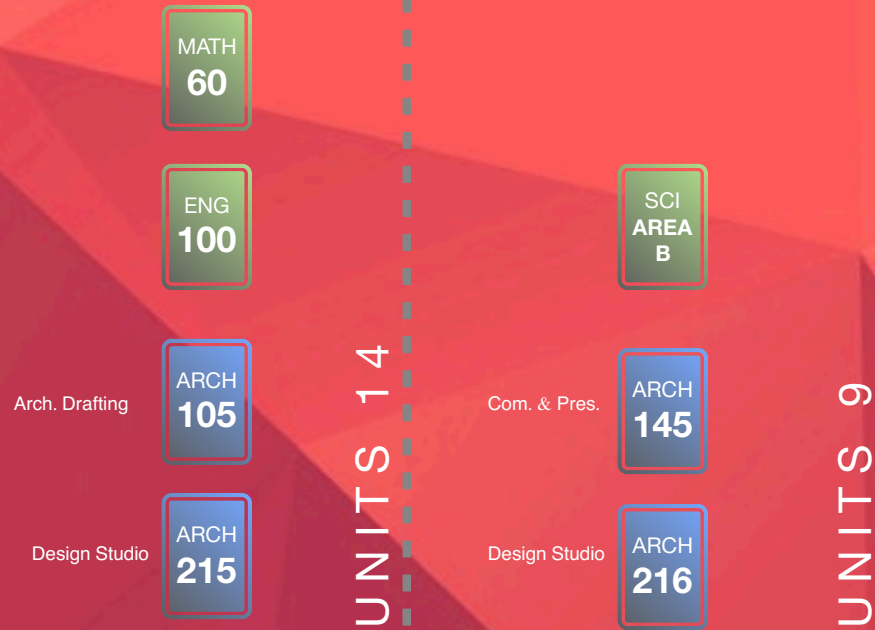 MATH
60
ENG
100
Arch. Drafting
ARCH
105
Design Studio
ARCH
215
UNITS 14
SCI
AREA
B
Com. & Pres.
ARCH
145
Design Studio
ARCH
216
UNITS 9